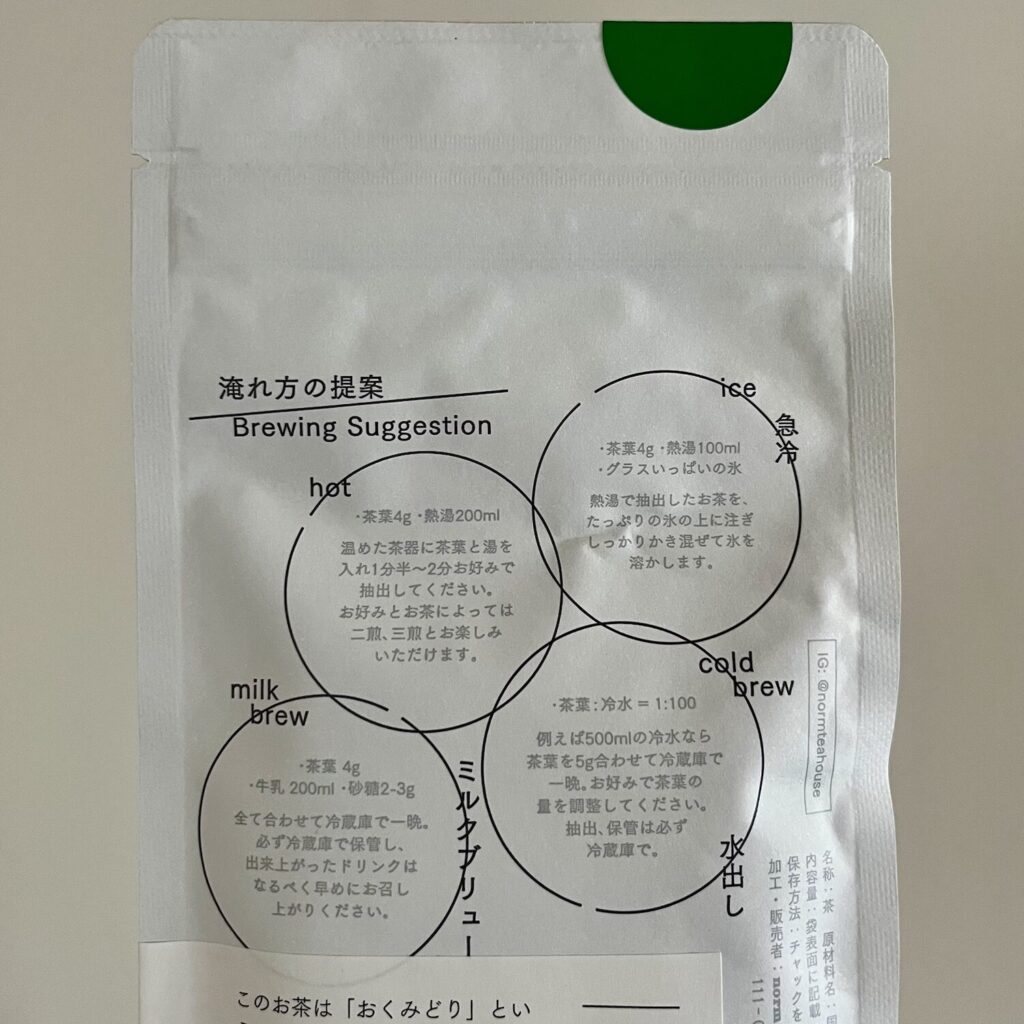 淹れ方の提案
Brewing Suggestion
hot
・茶葉4g ・熱湯200ml
温めた茶器に茶葉と湯を
入れ1分半〜2分お好みで
抽出してください。
お好みとお茶によっては
二煎、三煎とお楽しみ
いただけます。
ice
急冷
・茶葉4g ・熱湯100ml
・グラスいっぱいの氷
熱湯で抽出したお茶を、
たっぷりの氷の上に注ぎ
しっかりかき混ぜて氷を
溶かします。
milk
brew
ミルクブリュー
・茶葉 4g
・牛乳 200ml ・砂糖2-3g
全て合わせて冷蔵庫で一晩。
必ず冷蔵庫で保管し、
出来上がったドリンクは
なるべく早めにお召し
上がりください。
cold
brew
水出し
・茶葉 : 冷水 = 1:100
例えば500mlの冷水なら
茶葉を5g合わせて冷蔵庫で
一晩。お好みで茶葉の
量を調整してください。
抽出、保管は必ず
冷蔵庫で。
IG: @normteahouse
名称：茶 原材料名：
内容量：袋表面に記載
保存方法：チャックを
加工・販売者：norm
111-
このお茶は「おくみどり」とい